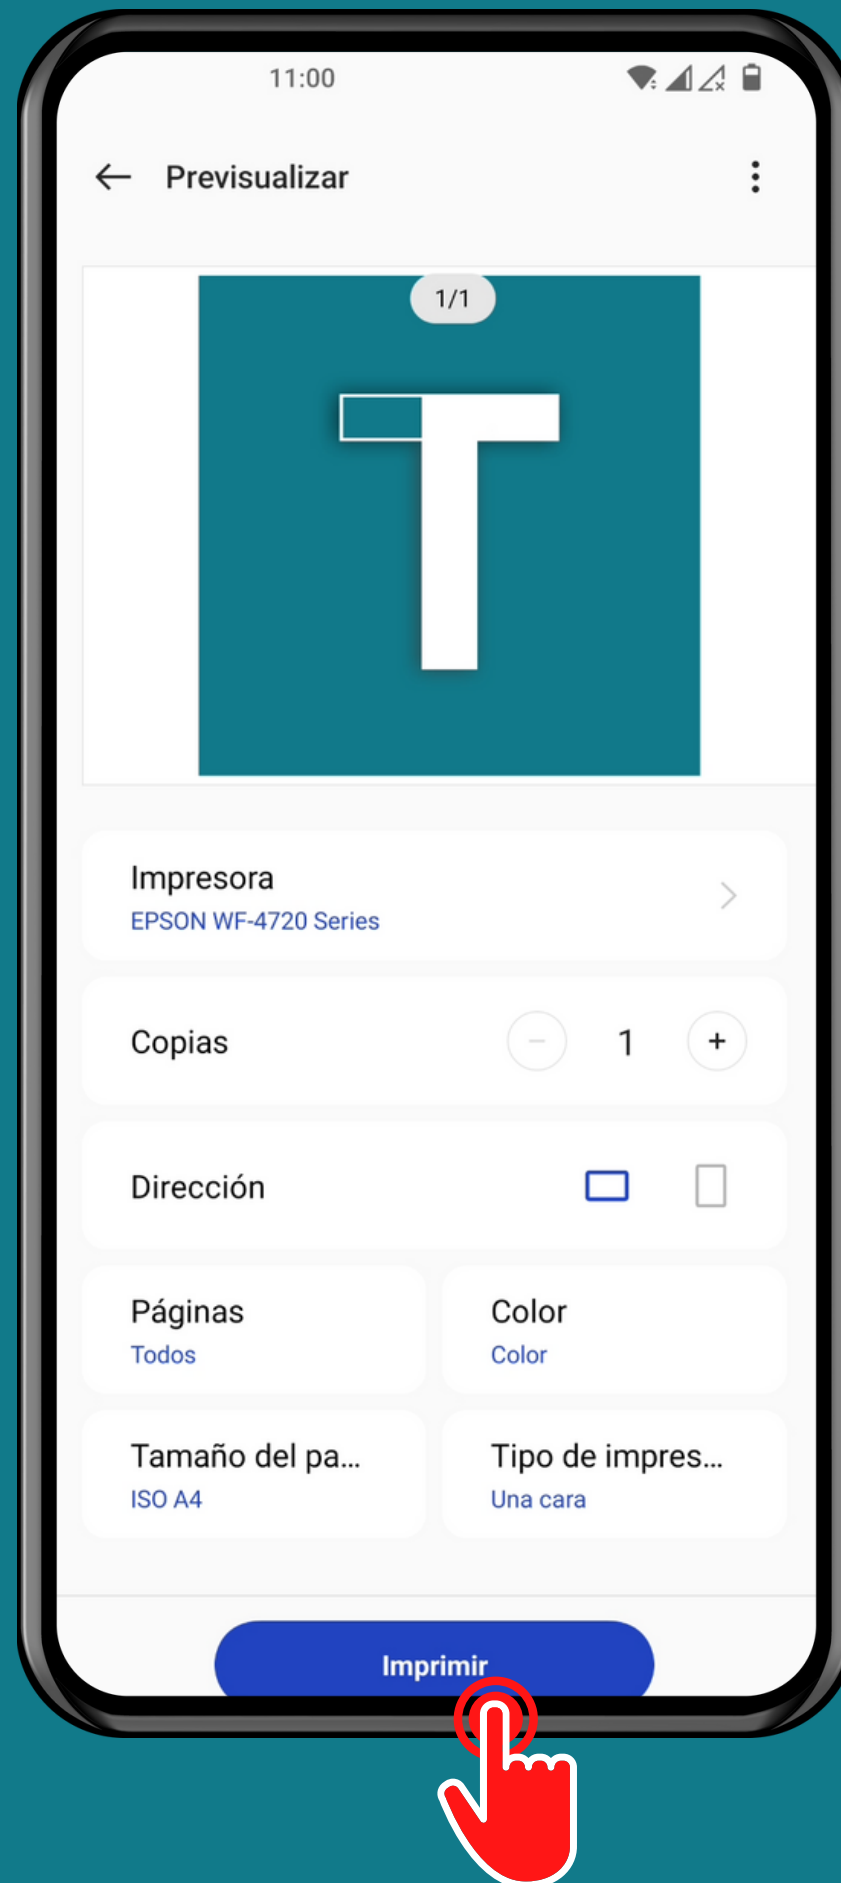 11:00
Previsualizar
1/1
T
Impresora
EPSON WF-4720 Series
Copias
1
Dirección
Páginas
Todos
Color
Color
Tamaño del pa...
ISO A4
Tipo de impres...
Una cara
Imprimir